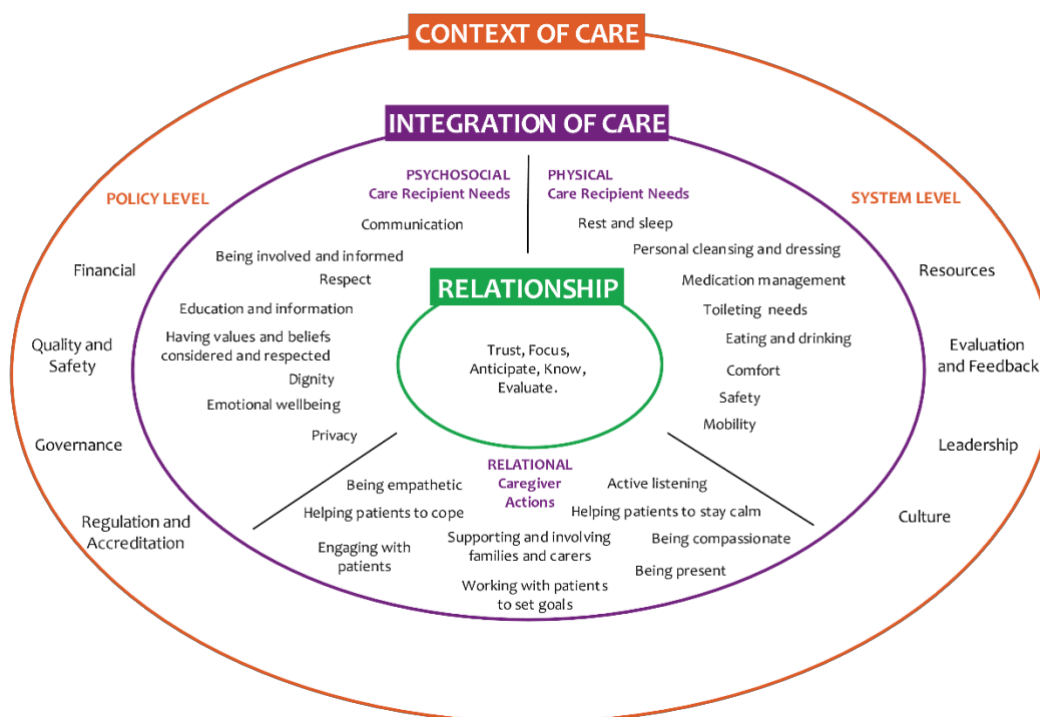 CONTEXT OF CARE
INTEGRATION OF CARE
POLICY LEVEL
Financial
Quality and
Safety
Governance
Regulation and
Accreditation
PSYCHOSOCIAL
Care Recipient Needs
Communication
Being involved and informed
Respect
Education and information
Having values and beliefs
considered and respected
Dignity
Emotional wellbeing
Privacy
PHYSICAL
Care Recipient Needs
Rest and sleep
Personal cleansing and dressing
Medication management
Toileting needs
Eating and drinking
Comfort
Safety
Mobility
SYSTEM LEVEL
Resources
Evaluation
and Feedback
Leadership
Culture
RELATIONSHIP
Trust, Focus,
Anticipate, Know,
Evaluate.
RELATIONAL
Caregiver
Actions
Being empathetic
Helping patients to cope
Engaging with
patients
Supporting and involving
families and carers
Working with patients
to set goals
Active listening
Helping patients to stay calm
Being compassionate
Being present